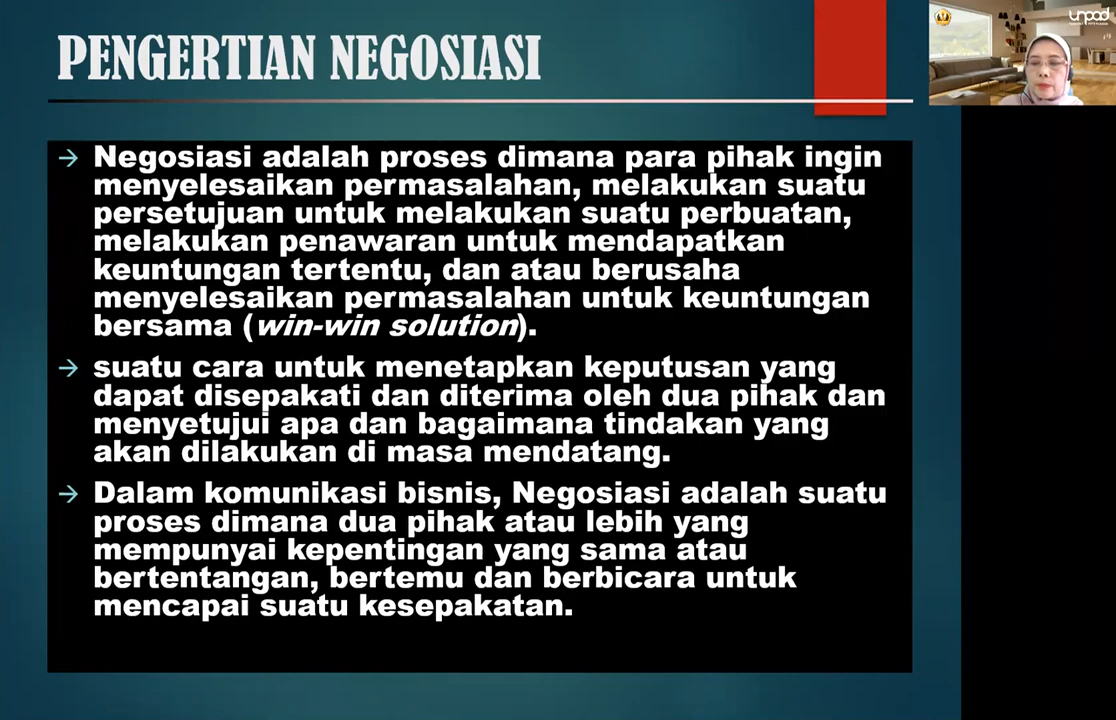 PENGERTIAN NEGOSIASI
unpad
→ Negosiasi adalah proses dimana para pihak ingin
menyelesaikan permasalahan, melakukan suatu
persetujuan untuk melakukan suatu perbuatan,
melakukan penawaran untuk mendapatkan
keuntungan tertentu, dan atau berusaha
menyelesaikan permasalahan untuk keuntungan
bersama (win-win solution).
→ suatu cara untuk menetapkan keputusan yang
dapat disepakati dan diterima oleh dua pihak dan
menyetujui apa dan bagaimana tindakan yang
akan dilakukan di masa mendatang.
→ Dalam komunikasi bisnis, Negosiasi adalah suatu
proses dimana dua pihak atau lebih yang
mempunyai kepentingan yang sama atau
bertentangan, bertemu dan berbicara untuk
mencapai suatu kesepakatan.